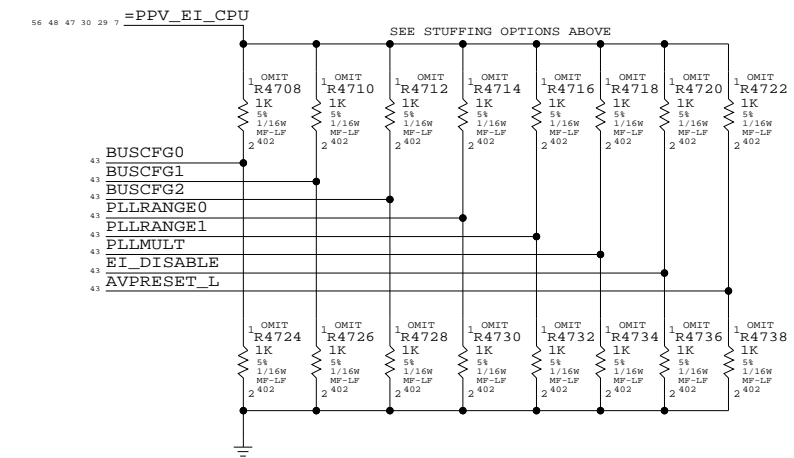 56 48 47 30 29 7 =PPV_EI_CPU
SEE STUFFING OPTIONS ABOVE
1 OMIT R4708 1K 5% 1/16W MF-LF 2 402
1 OMIT R4710 1K 5% 1/16W MF-LF 2 402
1 OMIT R4712 1K 5% 1/16W MF-LF 2 402
1 OMIT R4714 1K 5% 1/16W MF-LF 2 402
1 OMIT R4716 1K 5% 1/16W MF-LF 2 402
1 OMIT R4718 1K 5% 1/16W MF-LF 2 402
1 OMIT R4720 1K 5% 1/16W MF-LF 2 402
1 OMIT R4722 1K 5% 1/16W MF-LF 2 402
43 BUSCFG0
43 BUSCFG1
43 BUSCFG2
43 PLLRANGE0
43 PLLRANGE1
43 PLLMULT
43 EI_DISABLE
43 AVPRESET_L
1 OMIT R4724 1K 5% 1/16W MF-LF 2 402
1 OMIT R4726 1K 5% 1/16W MF-LF 2 402
1 OMIT R4728 1K 5% 1/16W MF-LF 2 402
1 OMIT R4730 1K 5% 1/16W MF-LF 2 402
1 OMIT R4732 1K 5% 1/16W MF-LF 2 402
1 OMIT R4734 1K 5% 1/16W MF-LF 2 402
1 OMIT R4736 1K 5% 1/16W MF-LF 2 402
1 OMIT R4738 1K 5% 1/16W MF-LF 2 402